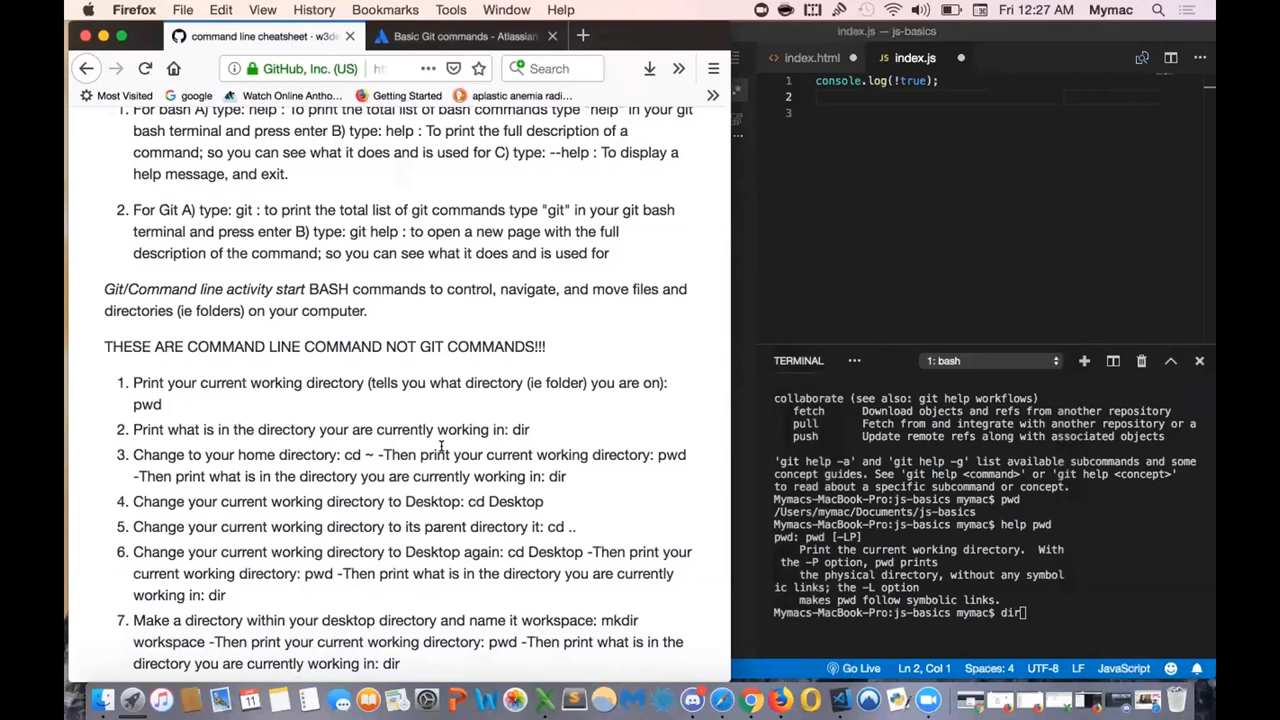 Firefox File Edit View History Bookmarks Tools Window Help Fri 12:27 AM Mymac
command line cheatsheet · w3de
Basic Git commands - Atlassian
GitHub, Inc. (US)
Search
Most Visited google Watch Online Antho... Getting Started aplastic anemia radi...
1. For bash A) type: help : To print the total list of bash commands type "help" in your git
bash terminal and press enter B) type: help : To print the full description of a
command; so you can see what it does and is used for C) type: --help : To display a
help message, and exit.
2. For Git A) type: git : to print the total list of git commands type "git" in your git bash
terminal and press enter B) type: git help : to open a new page with the full
description of the command; so you can see what it does and is used for
Git/Command line activity start BASH commands to control, navigate, and move files and
directories (ie folders) on your computer.
THESE ARE COMMAND LINE COMMAND NOT GIT COMMANDS!!!
1. Print your current working directory (tells you what directory (ie folder) you are on):
pwd
2. Print what is in the directory your are currently working in: dir
3. Change to your home directory: cd ~ -Then print your current working directory: pwd
-Then print what is in the directory you are currently working in: dir
4. Change your current working directory to Desktop: cd Desktop
5. Change your current working directory to its parent directory it: cd ..
6. Change your current working directory to Desktop again: cd Desktop -Then print your
current working directory: pwd -Then print what is in the directory you are currently
working in: dir
7. Make a directory within your desktop directory and name it workspace: mkdir
workspace -Then print your current working directory: pwd -Then print what is in the
directory you are currently working in: dir
index.js — js-basics
index.html JS index.js
1 console.log(!true);
2
3
TERMINAL 1: bash
collaborate (see also: git help workflows)
fetch Download objects and refs from another repository
pull Fetch from and integrate with another repository or a
push Update remote refs along with associated objects
'git help -a' and 'git help -g' list available subcommands and some
concept guides. See 'git help <command>' or 'git help <concept>'
to read about a specific subcommand or concept.
Mymacs-MacBook-Pro:js-basics mymac$ pwd
/Users/mymac/Documents/js-basics
Mymacs-MacBook-Pro:js-basics mymac$ help pwd
pwd: pwd [-LP]
Print the current working directory. With
the -P option, pwd prints
the physical directory, without any symbol
ic links; the -L option
makes pwd follow symbolic links.
Mymacs-MacBook-Pro:js-basics mymac$ dir
Go Live Ln 2, Col 1 Spaces: 4 UTF-8 LF JavaScript